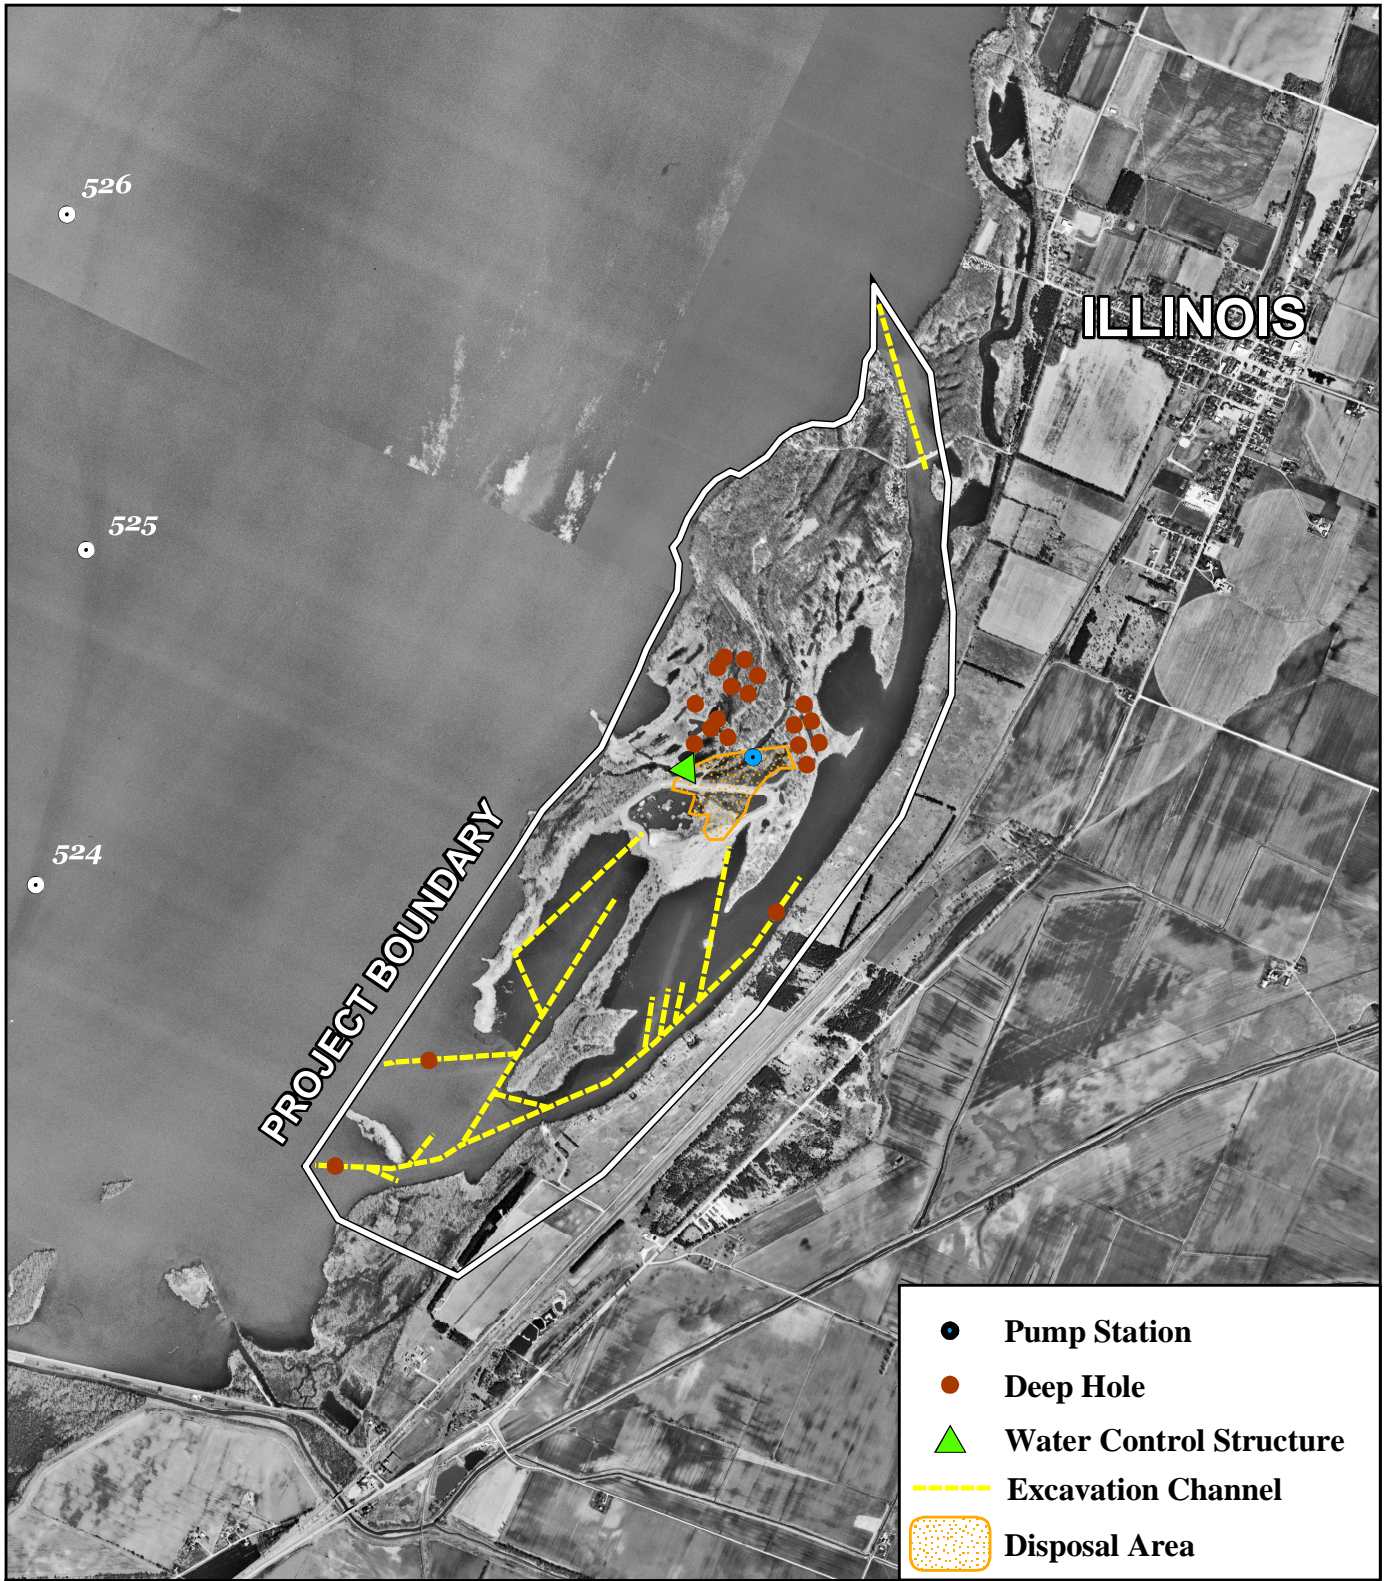 526
ILLINOIS
525
524
PROJECT BOUNDARY
Pump Station
Deep Hole
Water Control Structure
Excavation Channel
Disposal Area